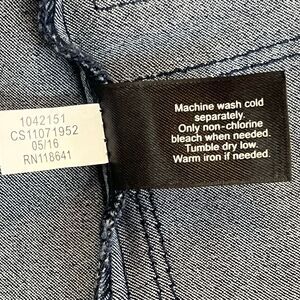 1042151
CS11071952
05/16
RN118641
Machine wash cold
separately.
Only non-chlorine
bleach when needed.
Tumble dry low.
Warm iron if needed.